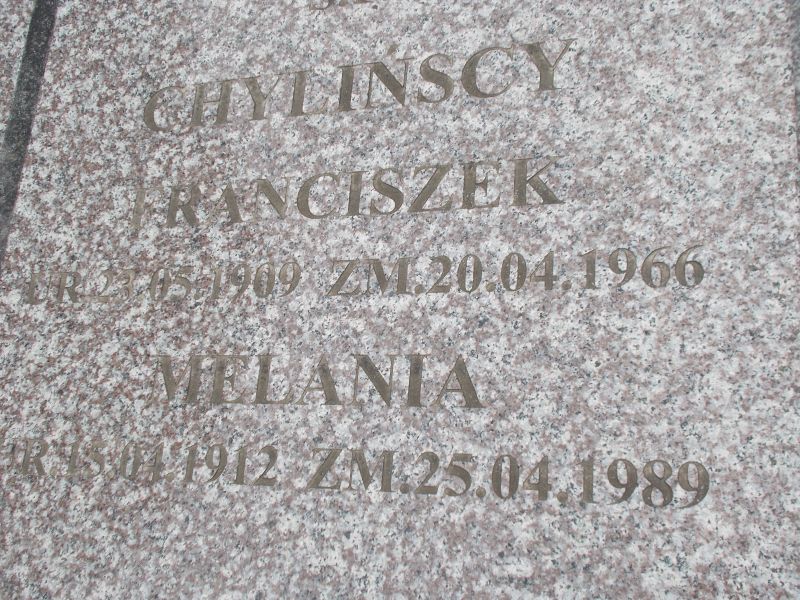 CHYLIŃSCY
FRANCISZEK
UR.23.05.1909 ZM.20.04.1966
MELANIA
UR.15.04.1912 ZM.25.04.1989